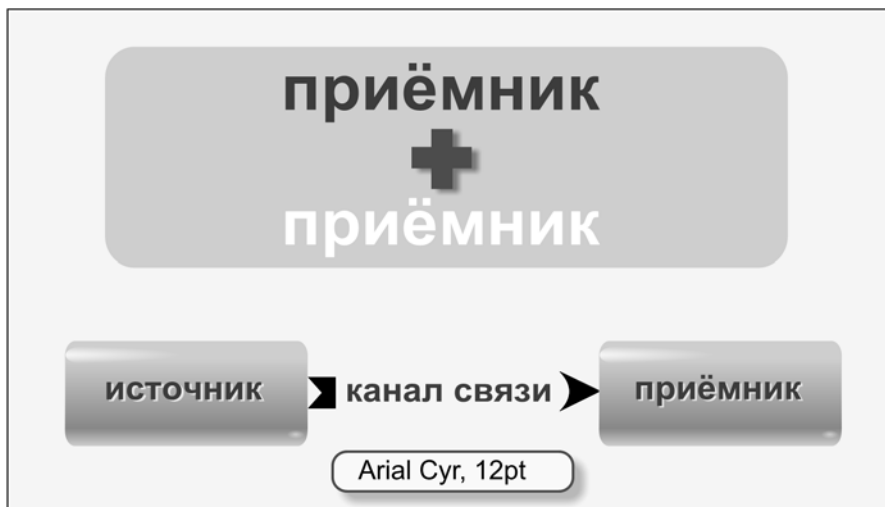 приёмник
приёмник
источник канал связи приёмник
Arial Cyr, 12pt